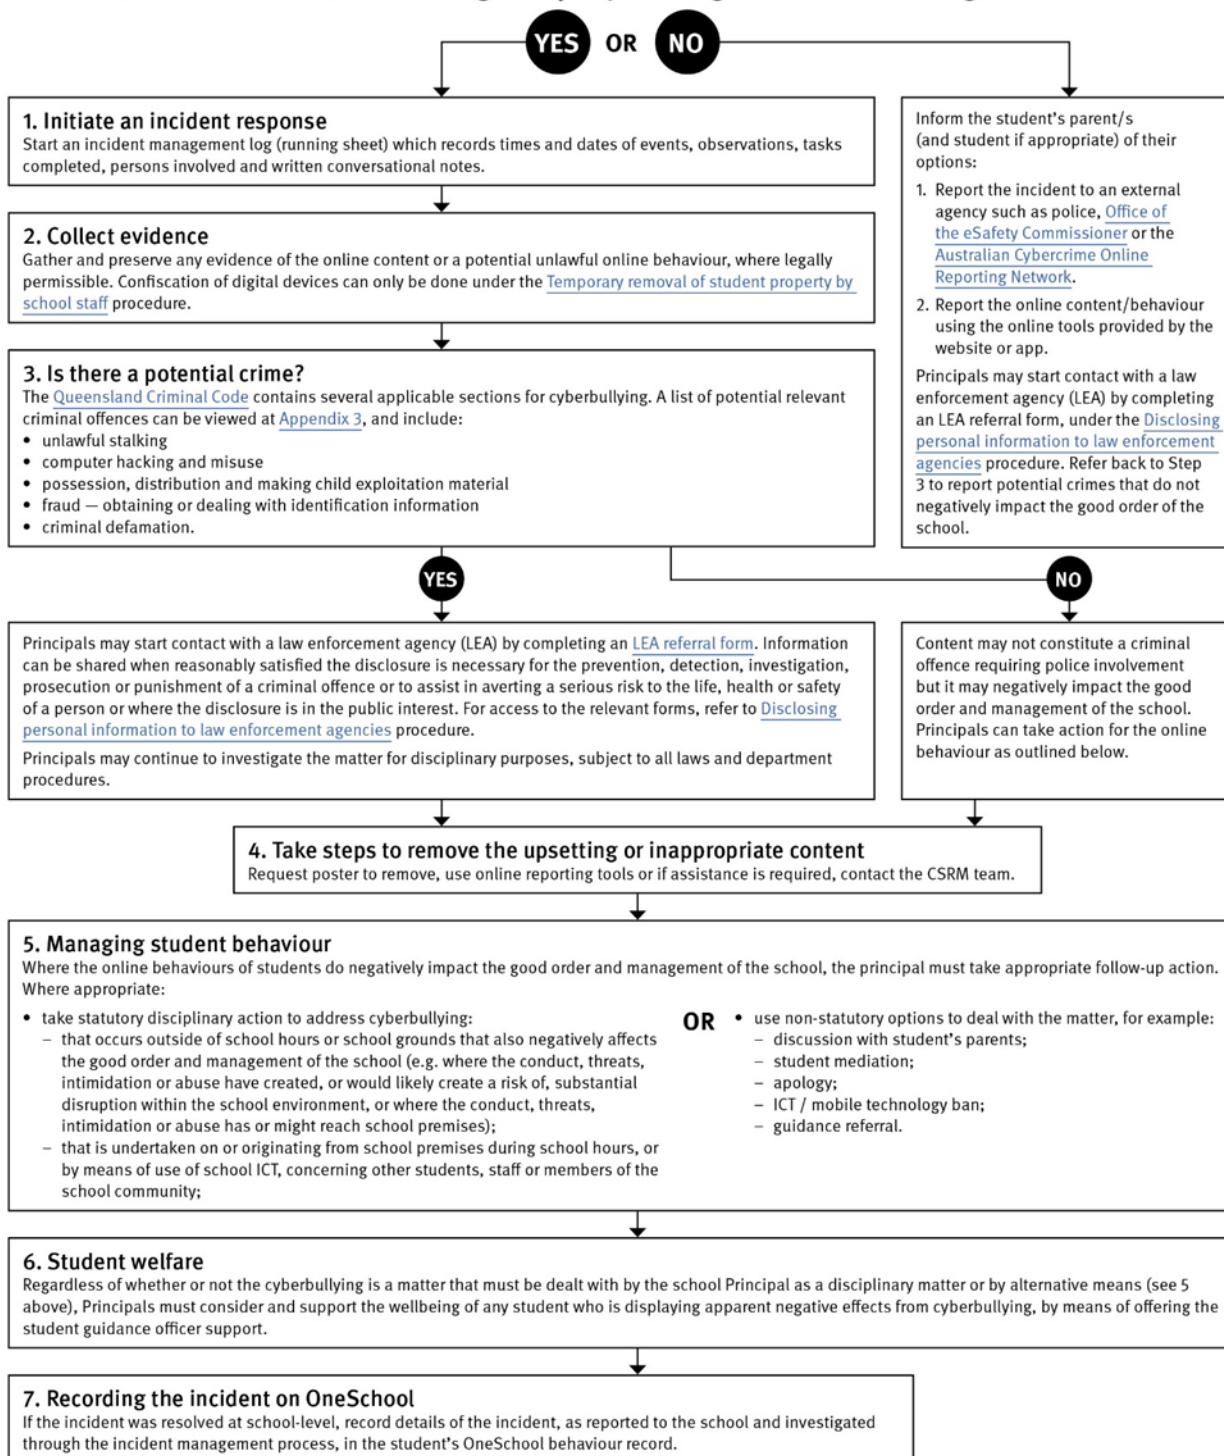 YES OR NO
1. Initiate an incident response
Start an incident management log (running sheet) which records times and dates of events, observations, tasks
completed, persons involved and written conversational notes.
2. Collect evidence
Gather and preserve any evidence of the online content or a potential unlawful online behaviour, where legally
permissible. Confiscation of digital devices can only be done under the Temporary removal of student property by
school staff procedure.
3. Is there a potential crime?
The Queensland Criminal Code contains several applicable sections for cyberbullying. A list of potential relevant
criminal offences can be viewed at Appendix 3, and include:
• unlawful stalking
• computer hacking and misuse
• possession, distribution and making child exploitation material
• fraud — obtaining or dealing with identification information
• criminal defamation.
Inform the student's parent/s
(and student if appropriate) of their
options:
1. Report the incident to an external
agency such as police, Office of
the eSafety Commissioner or the
Australian Cybercrime Online
Reporting Network.
2. Report the online content/behaviour
using the online tools provided by the
website or app.
Principals may start contact with a law
enforcement agency (LEA) by completing
an LEA referral form, under the Disclosing
personal information to law enforcement
agencies procedure. Refer back to Step
3 to report potential crimes that do not
negatively impact the good order of the
school.
YES
NO
Principals may start contact with a law enforcement agency (LEA) by completing an LEA referral form. Information
can be shared when reasonably satisfied the disclosure is necessary for the prevention, detection, investigation,
prosecution or punishment of a criminal offence or to assist in averting a serious risk to the life, health or safety
of a person or where the disclosure is in the public interest. For access to the relevant forms, refer to Disclosing
personal information to law enforcement agencies procedure.
Principals may continue to investigate the matter for disciplinary purposes, subject to all laws and department
procedures.
Content may not constitute a criminal
offence requiring police involvement
but it may negatively impact the good
order and management of the school.
Principals can take action for the online
behaviour as outlined below.
4. Take steps to remove the upsetting or inappropriate content
Request poster to remove, use online reporting tools or if assistance is required, contact the CSRM team.
5. Managing student behaviour
Where the online behaviours of students do negatively impact the good order and management of the school, the principal must take appropriate follow-up action.
Where appropriate:
• take statutory disciplinary action to address cyberbullying:
– that occurs outside of school hours or school grounds that also negatively affects
the good order and management of the school (e.g. where the conduct, threats,
intimidation or abuse have created, or would likely create a risk of, substantial
disruption within the school environment, or where the conduct, threats,
intimidation or abuse has or might reach school premises);
– that is undertaken on or originating from school premises during school hours, or
by means of use of school ICT, concerning other students, staff or members of the
school community;
OR
• use non-statutory options to deal with the matter, for example:
– discussion with student's parents;
– student mediation;
– apology;
– ICT / mobile technology ban;
– guidance referral.
6. Student welfare
Regardless of whether or not the cyberbullying is a matter that must be dealt with by the school Principal as a disciplinary matter or by alternative means (see 5
above), Principals must consider and support the wellbeing of any student who is displaying apparent negative effects from cyberbullying, by means of offering the
student guidance officer support.
7. Recording the incident on OneSchool
If the incident was resolved at school-level, record details of the incident, as reported to the school and investigated
through the incident management process, in the student's OneSchool behaviour record.